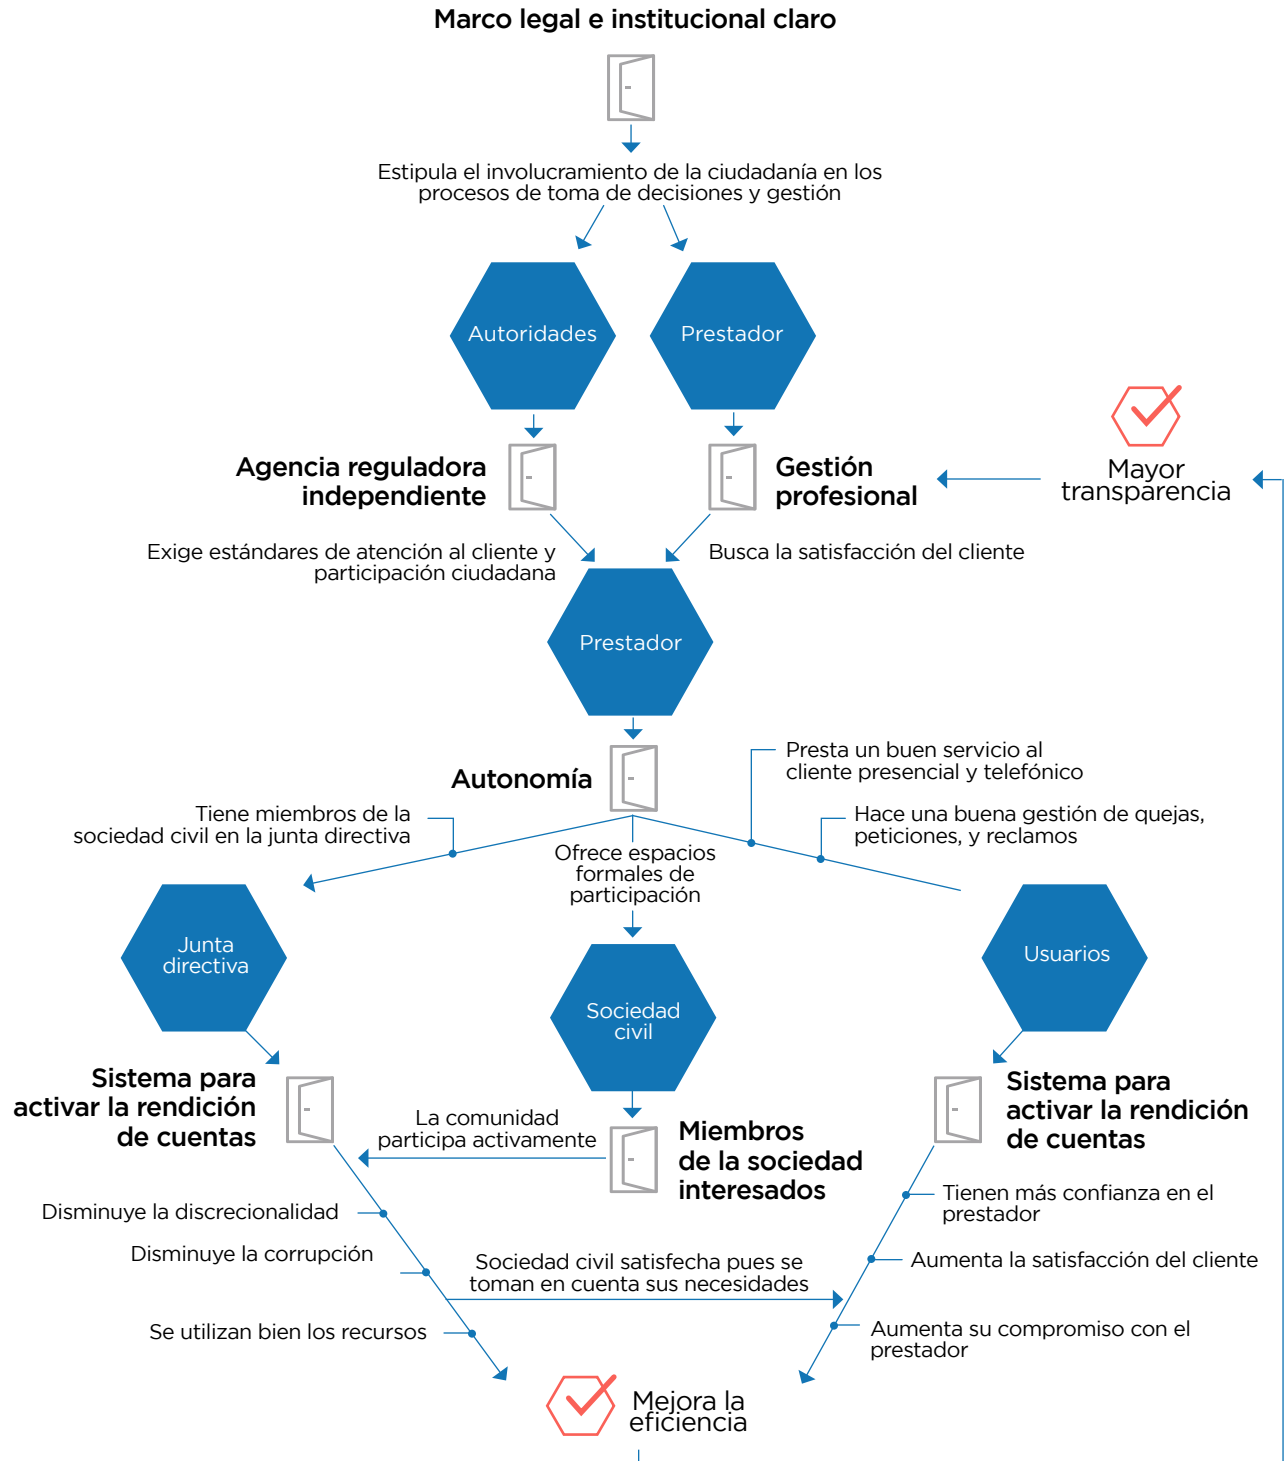 Marco legal e institucional claro
Estipula el involucramiento de la ciudadanía en los
procesos de toma de decisiones y gestión
Autoridades
Prestador
Agencia reguladora
independiente
Gestión
profesional
Mayor
transparencia
Exige estándares de atención al cliente y
participación ciudadana
Busca la satisfacción del cliente
Prestador
Autonomía
Presta un buen servicio al
cliente presencial y telefónico
Tiene miembros de la
sociedad civil en la junta directiva
Hace una buena gestión de quejas,
peticiones, y reclamos
Ofrece espacios
formales de
participación
Junta
directiva
Sociedad
civil
Usuarios
Sistema para
activar la rendición
de cuentas
La comunidad
participa activamente
Miembros
de la sociedad
interesados
Sistema para
activar la rendición
de cuentas
Disminuye la discrecionalidad
Disminuye la corrupción
Se utilizan bien los recursos
Sociedad civil satisfecha pues se
toman en cuenta sus necesidades
Tienen más confianza en el
prestador
Aumenta la satisfacción del cliente
Aumenta su compromiso con el
prestador
Mejora la
eficiencia